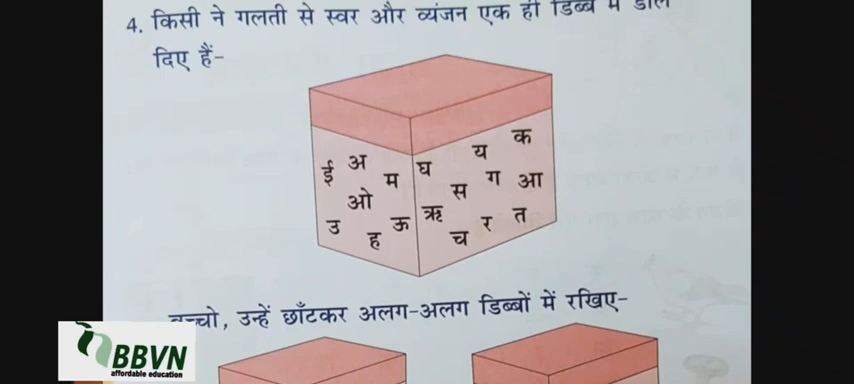 4. किसी ने गलती से स्वर और व्यंजन एक ही डिब्बे में डाल
दिए हैं-
ई अ म घ य क
ओ स ग आ
उ ह ऊ ऋ च र त
बच्चो, उन्हें छाँटकर अलग-अलग डिब्बों में रखिए-
BBVN
affordable education